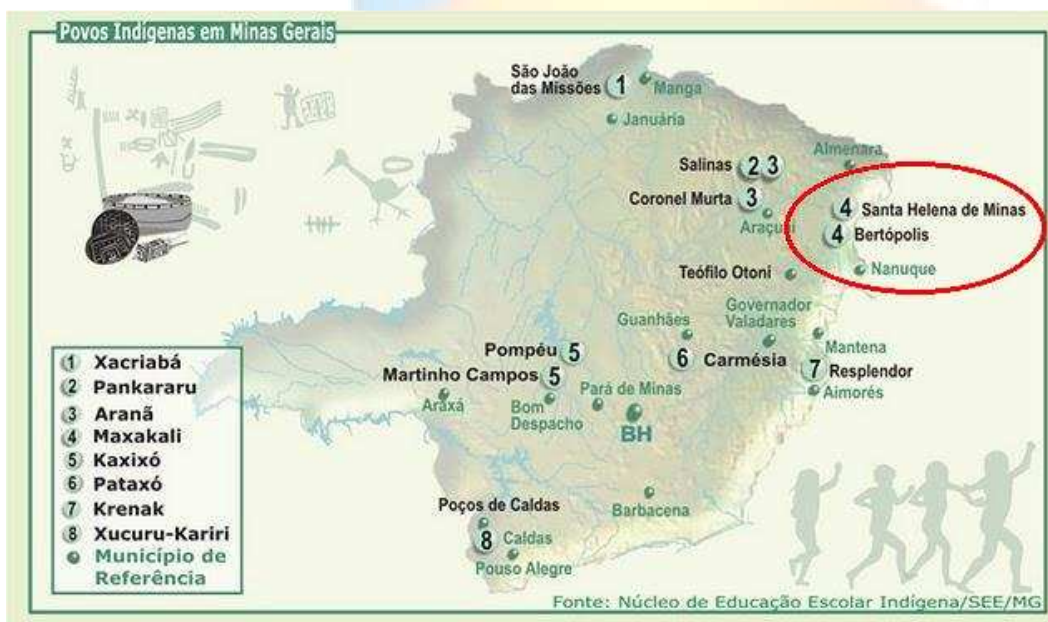 Povos Indígenas em Minas Gerais
São João
das Missões 1
Manga
Januária
Almenara
Salinas 2 3
Coronel Murta 3
Araçuaí
4 Santa Helena de Minas
4 Bertópolis
Nanuque
Teófilo Otoni
Governador
Valadares
Guanhães
Mantena
Pompéu 5
6 Carmésia
7 Resplendor
Martinho Campos 5
Pará de Minas
Aimorés
Araxá
Bom
Despacho
BH
Poços de Caldas
Barbacena
8 Caldas
Pouso Alegre
1 Xacriabá
2 Pankararu
3 Aranã
4 Maxakali
5 Kaxixó
6 Pataxó
7 Krenak
8 Xucuru-Kariri
Município de
Referência
Fonte: Núcleo de Educação Escolar Indígena/SEE/MG